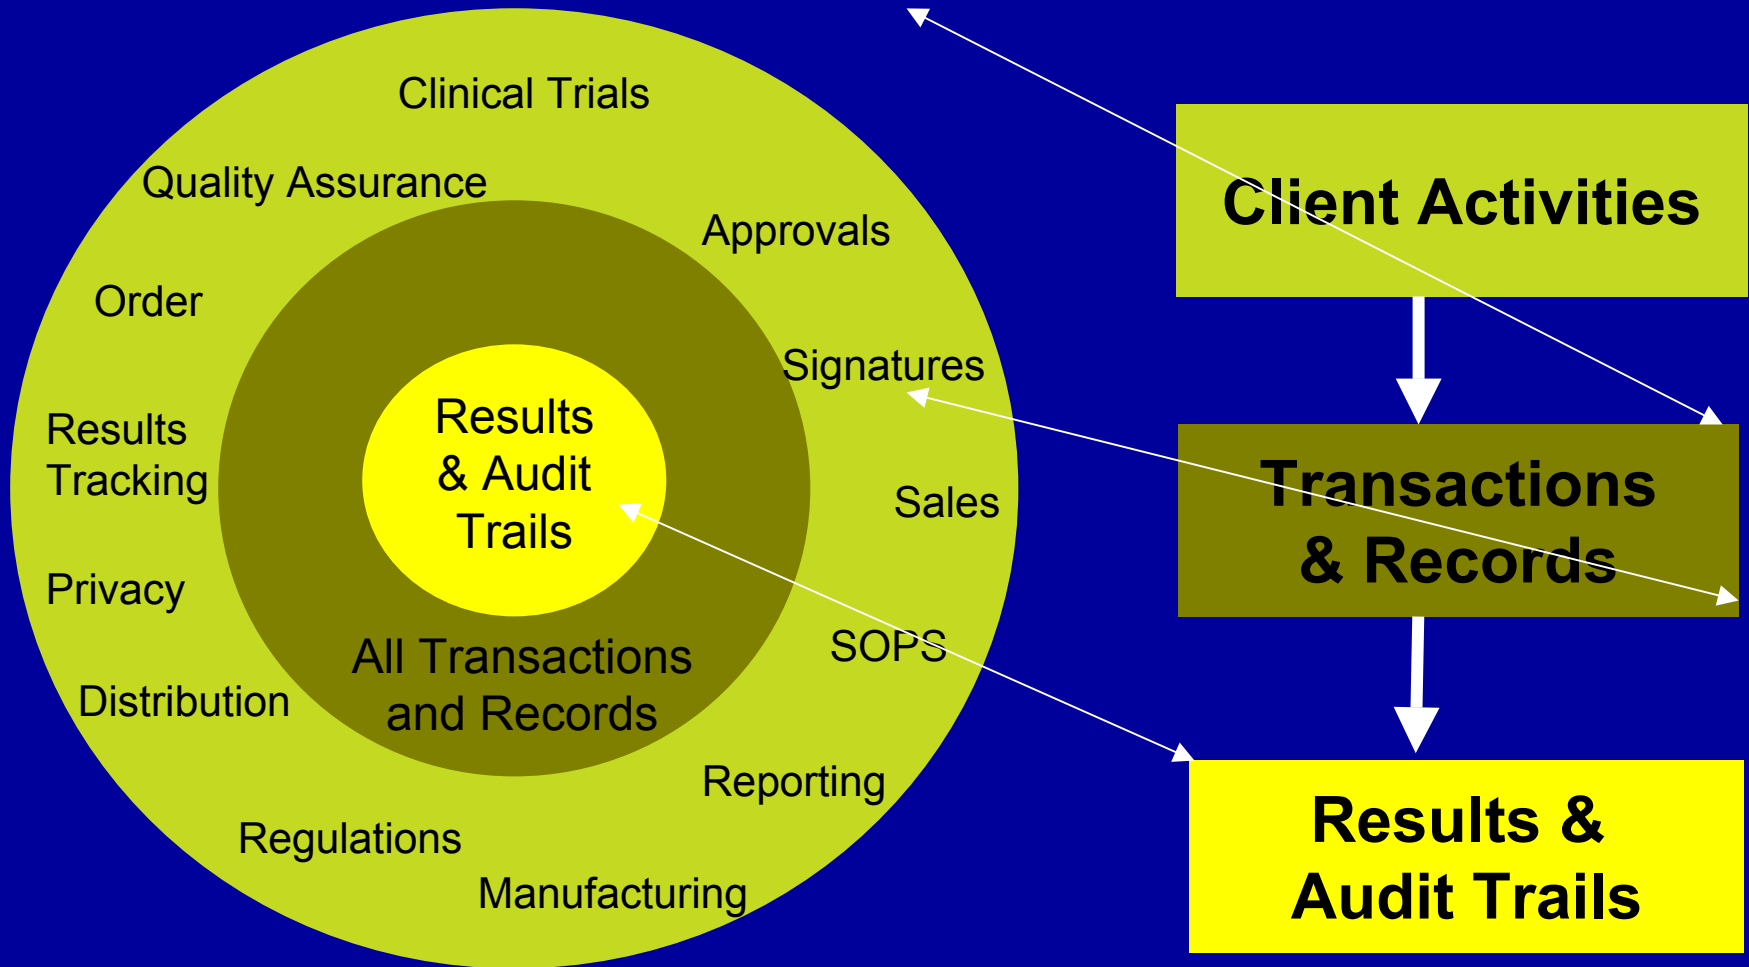 Clinical Trials
Quality Assurance
Approvals
Order
Signatures
Results
Tracking
Results
& Audit
Trails
Sales
Privacy
SOPS
All Transactions
and Records
Distribution
Reporting
Regulations
Manufacturing
Client Activities
Transactions
& Records
Results &
Audit Trails